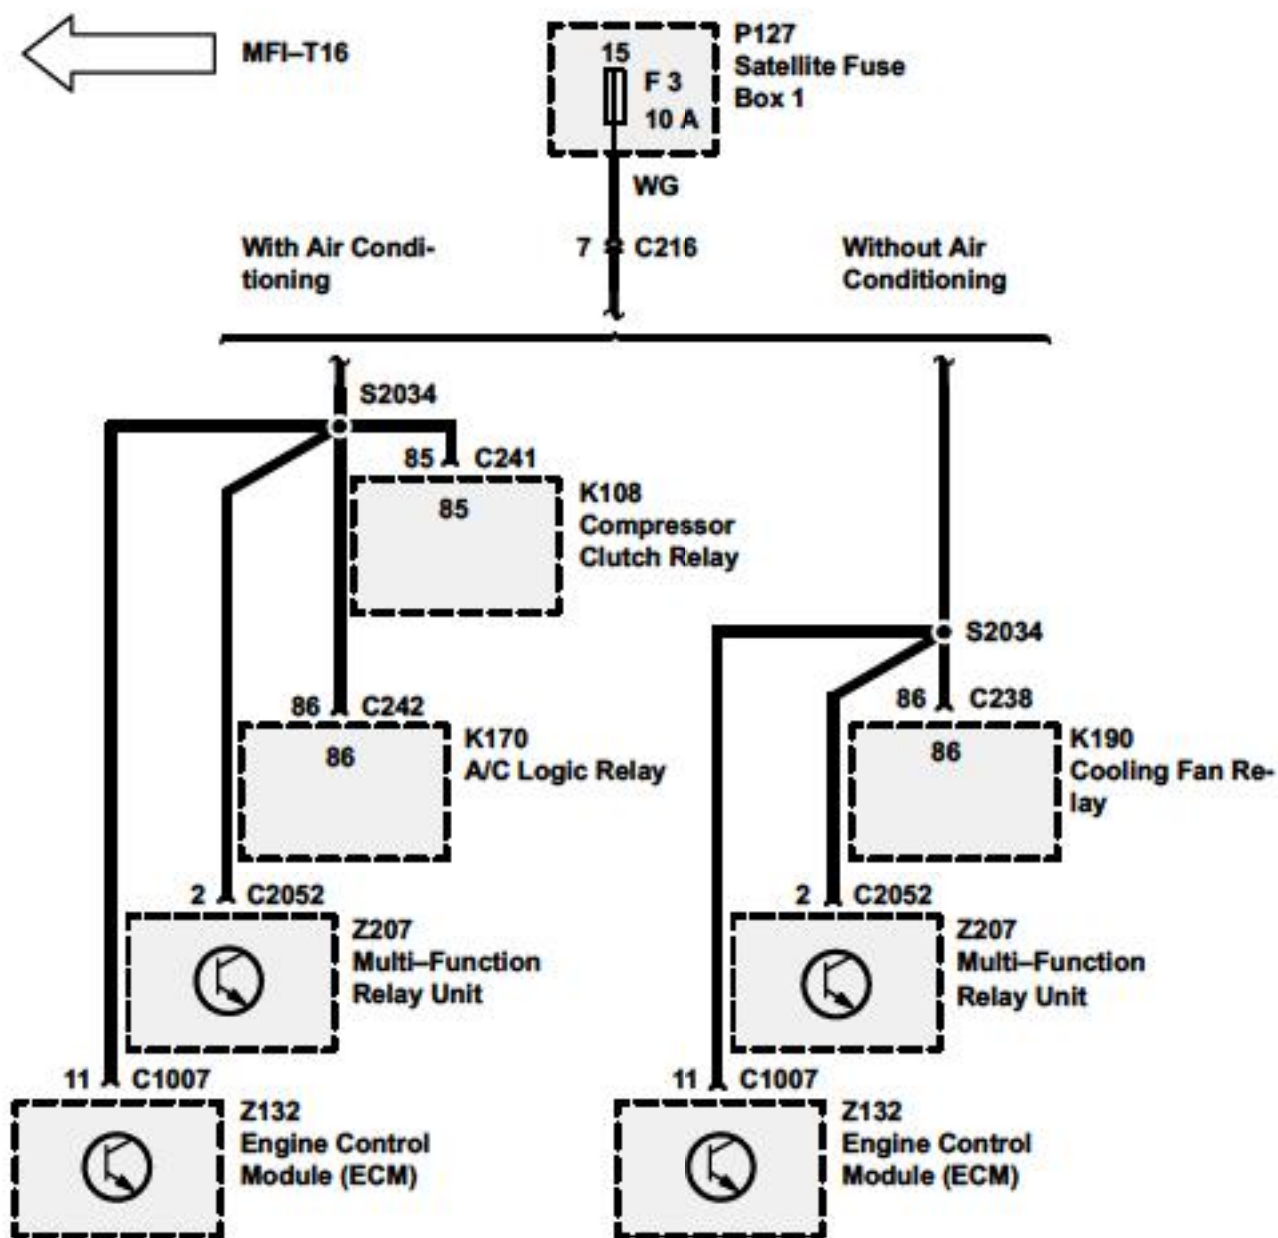 MFI–T16
15
F 3
10 A
P127
Satellite Fuse
Box 1
WG
With Air Condi-
tioning
7
C216
Without Air
Conditioning
S2034
85
C241
85
K108
Compressor
Clutch Relay
S2034
86
C242
86
K170
A/C Logic Relay
86
C238
86
K190
Cooling Fan Re-
lay
2
C2052
Z207
Multi–Function
Relay Unit
2
C2052
Z207
Multi–Function
Relay Unit
11
C1007
Z132
Engine Control
Module (ECM)
11
C1007
Z132
Engine Control
Module (ECM)